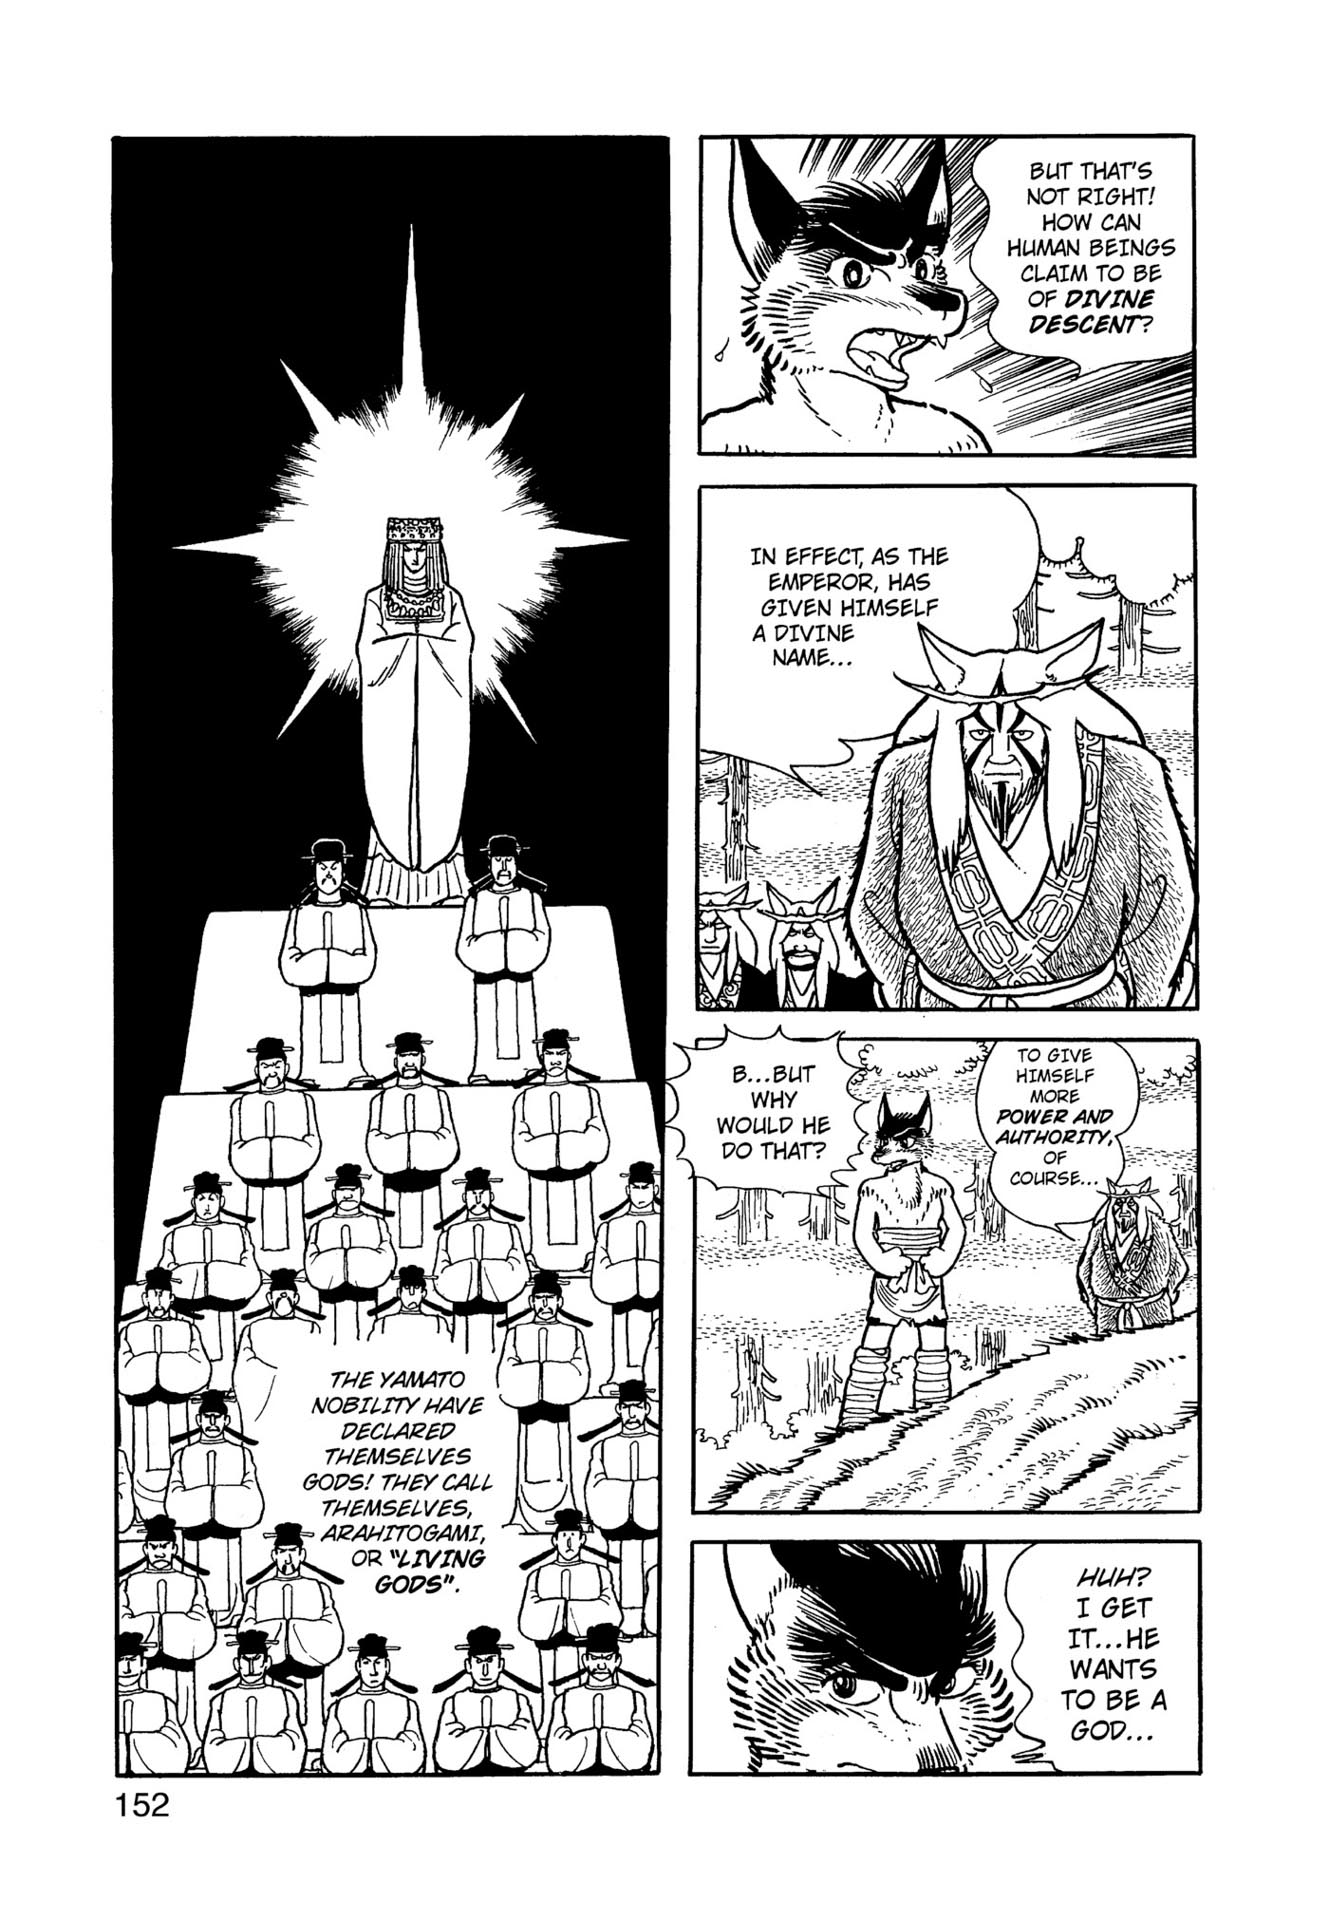 BUT THAT'S
NOT RIGHT!
HOW CAN
HUMAN BEINGS
CLAIM TO BE
OF DIVINE
DESCENT?
IN EFFECT, AS THE
EMPEROR, HAS
GIVEN HIMSELF
A DIVINE
NAME...
TO GIVE
HIMSELF
MORE
POWER AND
AUTHORITY,
OF
COURSE...
B...BUT
WHY
WOULD HE
DO THAT?
HUH?
I GET
IT...HE
WANTS
TO BE A
GOD...
THE YAMATO
NOBILITY HAVE
DECLARED
THEMSELVES
GODS! THEY CALL
THEMSELVES,
ARAHITOGAMI,
OR "LIVING
GODS".
152